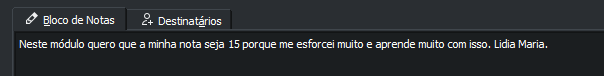 Bloco de Notas
Destinatários
Neste módulo quero que a minha nota seja 15 porque me esforcei muito e aprende muito com isso. Lidia Maria.